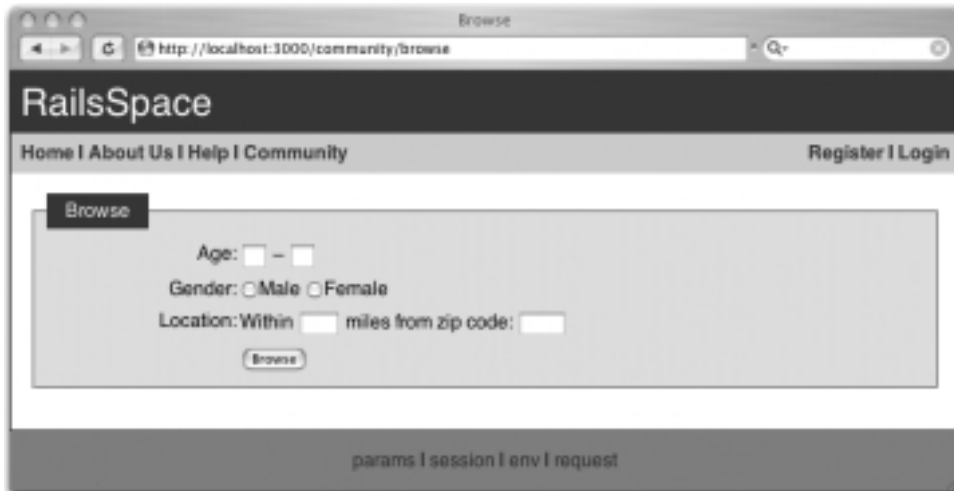 Browse
http://localhost:3000/community/browse
RailsSpace
Home | About Us | Help | Community Register | Login
Browse
Age: –
Gender: Male Female
Location: Within miles from zip code:
Browse
params | session | env | request